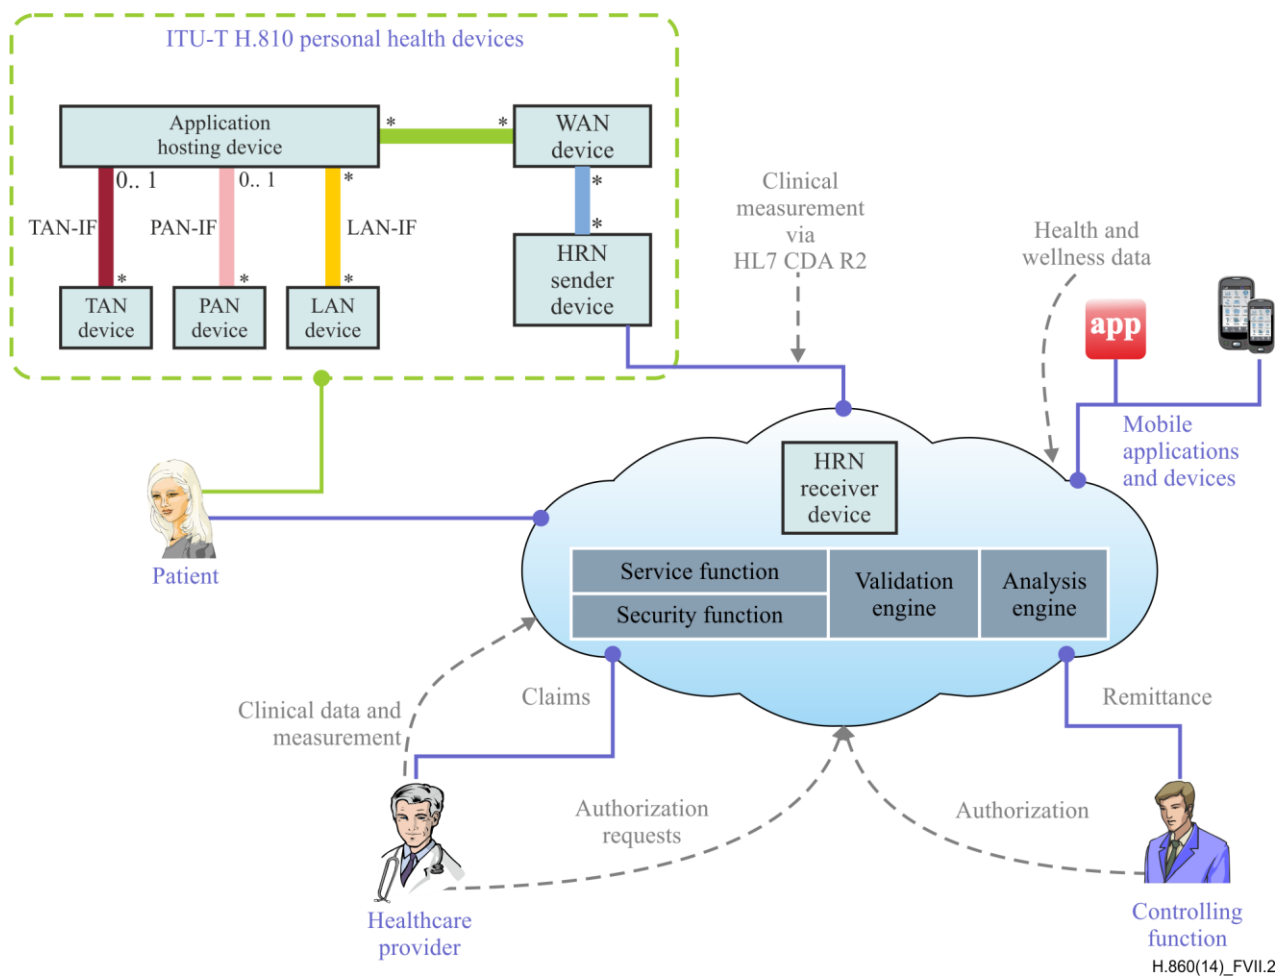 ITU-T H.810 personal health devices
Application
hosting device
*
*
WAN
device
0.. 1
0.. 1
*
*
TAN-IF
PAN-IF
LAN-IF
*
*
*
*
TAN
device
PAN
device
LAN
device
HRN
sender
device
Clinical
measurement
via
HL7 CDA R2
Health and
wellness data
app
Mobile
applications
and devices
HRN
receiver
device
Patient
Service function
Security function
Validation
engine
Analysis
engine
Claims
Remittance
Clinical data and
measurement
Authorization
requests
Authorization
Healthcare
provider
Controlling
function
H.860(14)_FVII.2